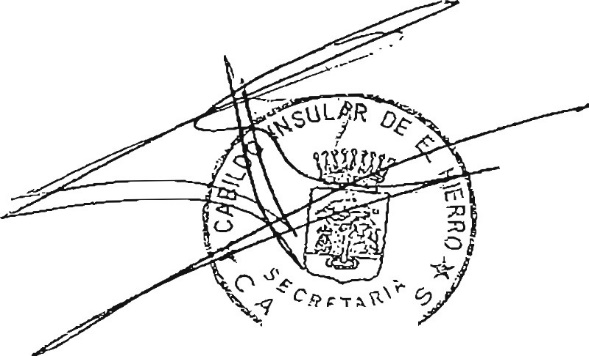 CABILDO INSULAR DE EL HIERRO
SECRETARIA